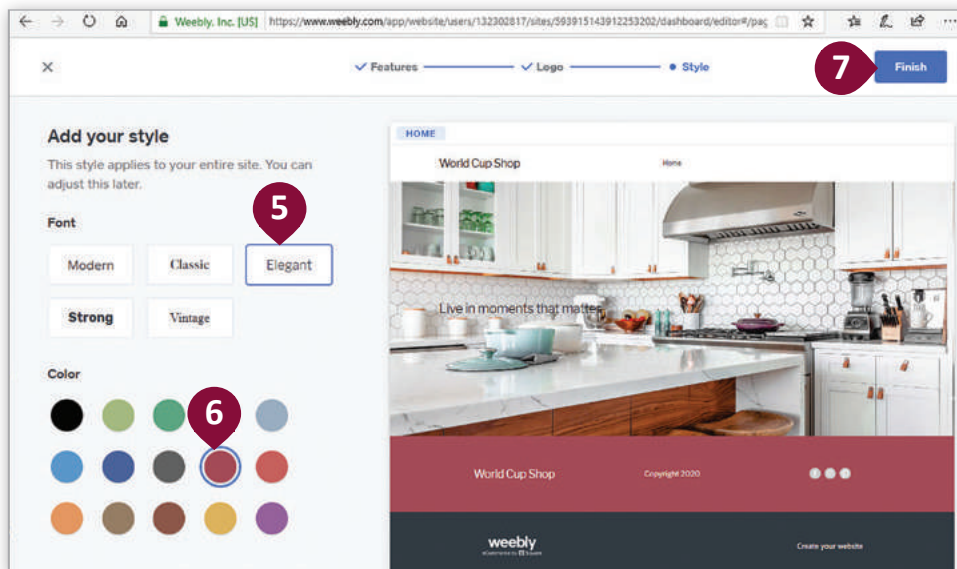 Weebly, Inc. [US]
https://www.weebly.com/app/website/users/132302817/sites/593915143912253202/dashboard/editor#/pag
×
Features
Logo
Style
7
Finish
Add your style
This style applies to your entire site. You can
adjust this later.
5
Font
Modern
Classic
Elegant
Strong
Vintage
Color
6
HOME
World Cup Shop
Home
Live in moments that matter.
World Cup Shop
Copyright 2020
weebly
eCommerce by Square
Create your website